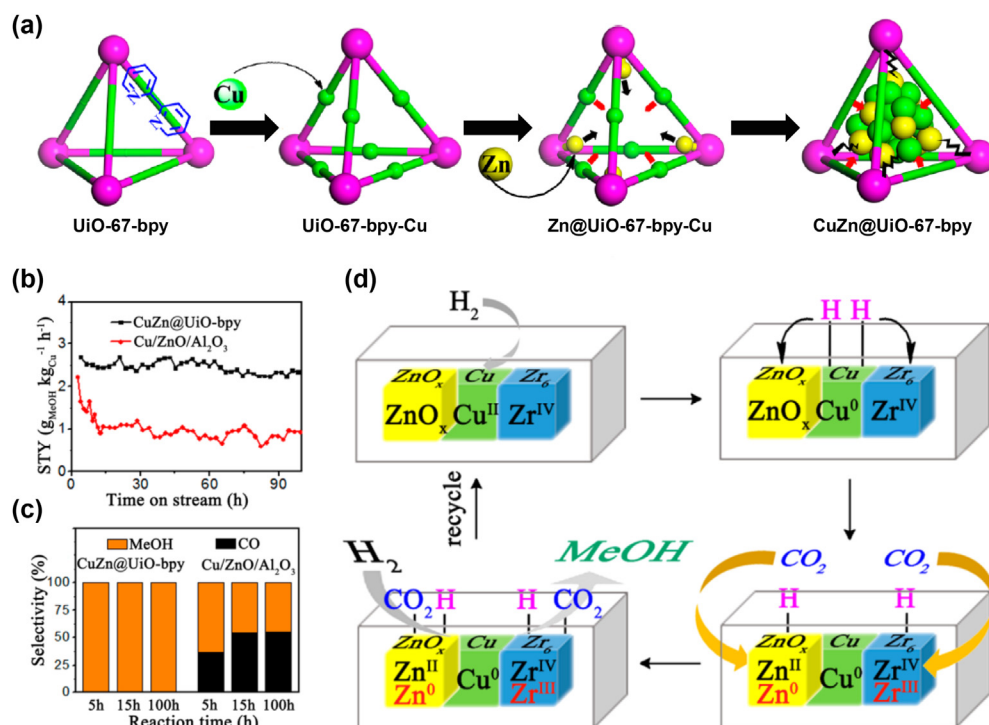 (a)
N
N
Cu
Zn
UiO-67-bpy
UiO-67-bpy-Cu
Zn@UiO-67-bpy-Cu
CuZn@UiO-67-bpy
(b)
STY (gMeOH kgCu⁻¹ h⁻¹)
4
3
2
1
0
CuZn@UiO-bpy
Cu/ZnO/Al₂O₃
0 30 60 90
Time on stream (h)
(c)
Selectivity (%)
MeOH
CO
CuZn@UiO-bpy
Cu/ZnO/Al₂O₃
100
75
50
25
0
5h 15h 100h 5h 15h 100h
Reaction time (h)
(d)
H₂
ZnOₓ Cu Zr₆
ZnOₓ Cuᴵᴵ Zrᴵⱽ
H H
ZnOₓ Cu Zr₆
ZnOₓ Cu⁰ Zrᴵⱽ
CO₂ CO₂
H H
ZnOₓ Cu Zr₆
Znᴵᴵ Cu⁰ Zrᴵⱽ
Zn⁰ Zrᴵᴵᴵ
recycle
H₂ MeOH
CO₂ H H CO₂
ZnOₓ Cu Zr₆
Znᴵᴵ Cu⁰ Zrᴵⱽ
Zn⁰ Zrᴵᴵᴵ